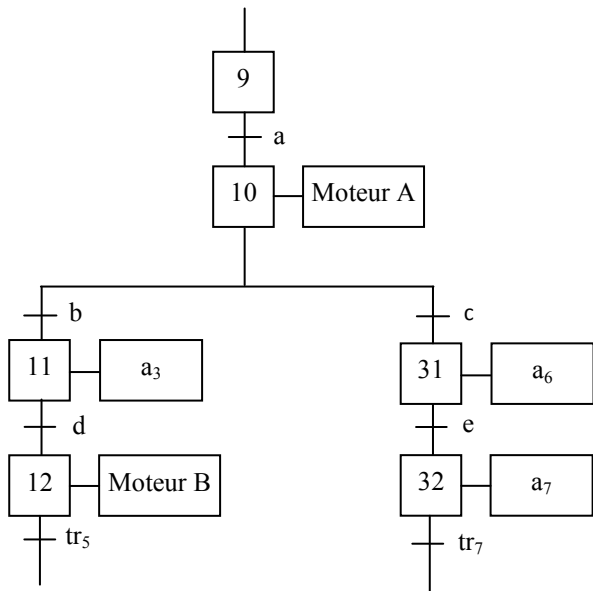 9
a
10 Moteur A
b c
11 a₃ 31 a₆
d e
12 Moteur B 32 a₇
tr₅ tr₇